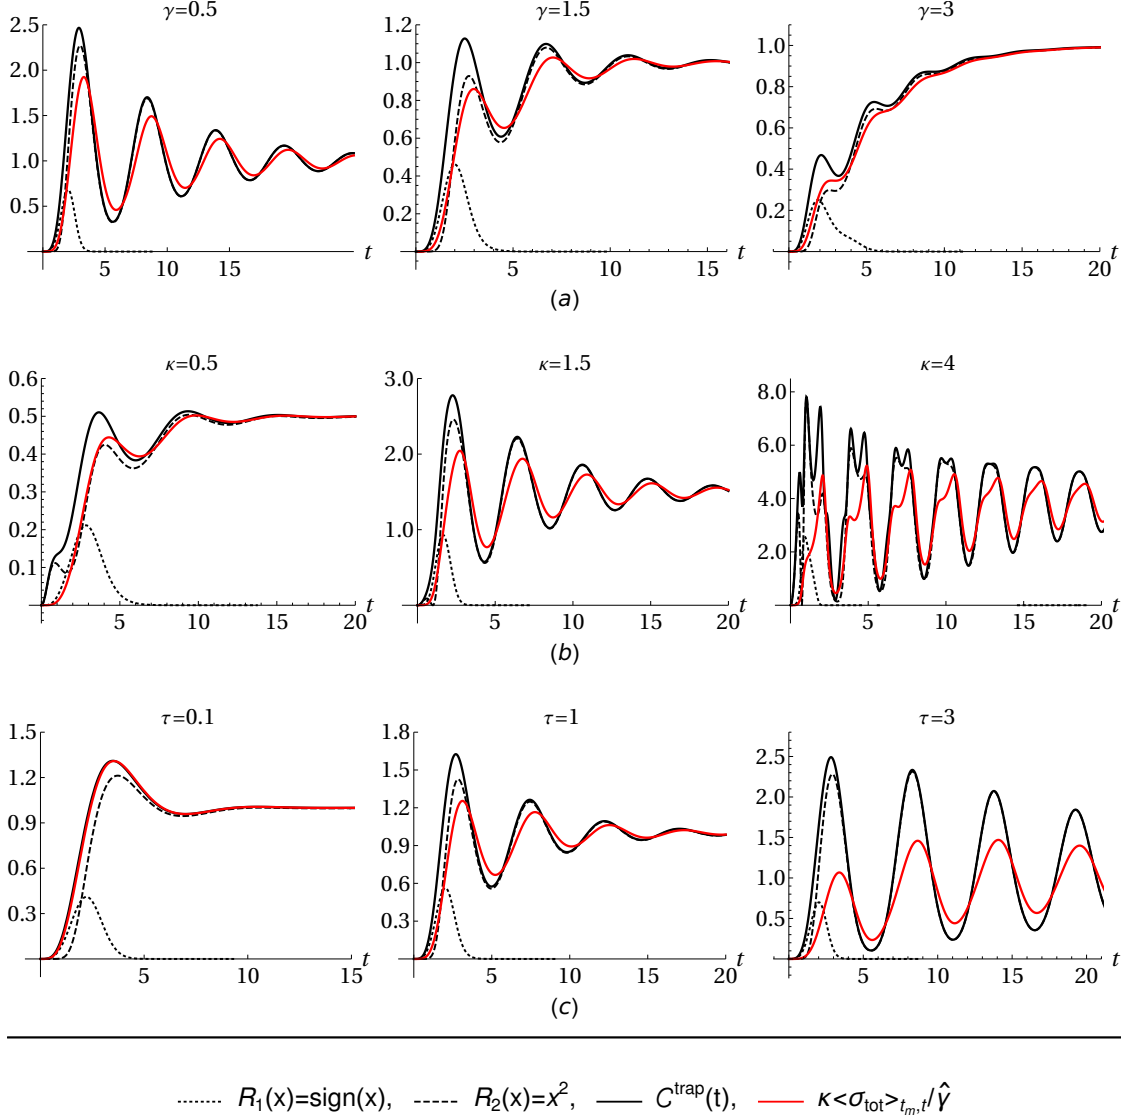 γ=0.5 γ=1.5 γ=3
2.5 2.0 1.5 1.0 0.5 5 10 15 t
1.2 1.0 0.8 0.6 0.4 0.2 5 10 15 t
1.0 0.8 0.6 0.4 0.2 5 10 15 20 t
(a)
κ=0.5 κ=1.5 κ=4
0.6 0.5 0.4 0.3 0.2 0.1 5 10 15 20 t
3.0 2.0 1.0 5 10 15 20 t
8.0 6.0 4.0 2.0 5 10 15 20 t
(b)
τ=0.1 τ=1 τ=3
1.5 1.2 0.9 0.6 0.3 5 10 15 t
1.8 1.5 1.2 0.9 0.6 0.3 5 10 15 20 t
2.5 2.0 1.5 1.0 0.5 5 10 15 20 t
(c)
R₁(x)=sign(x), R₂(x)=x², C^trap(t), κ<σ_tot>_{t_m,t}/γ̂